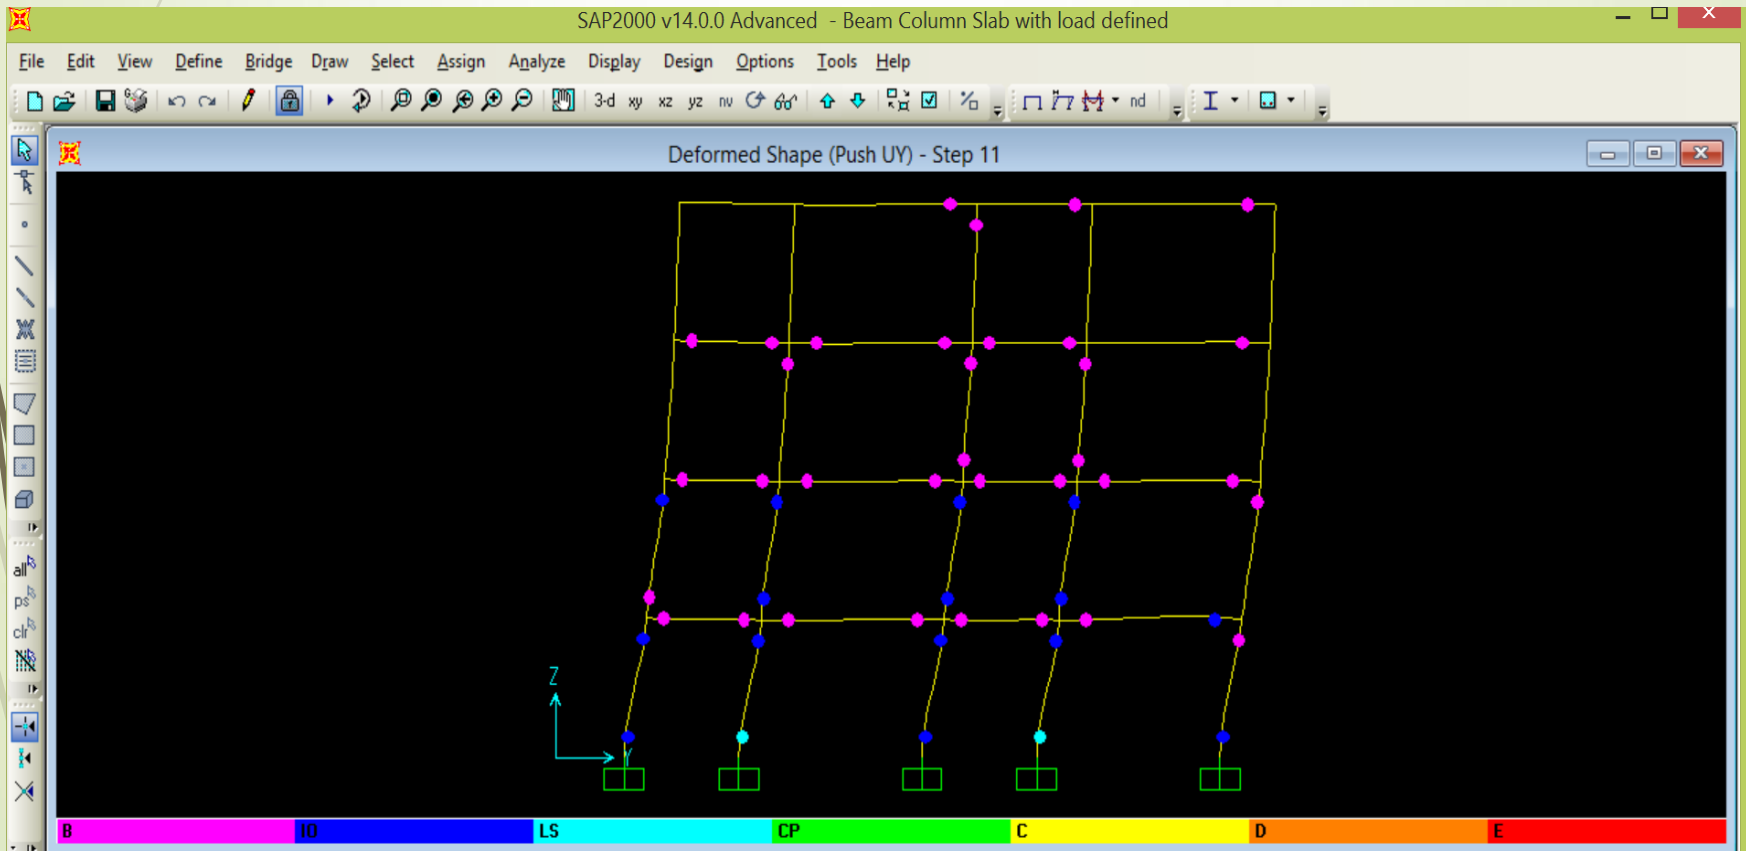 SAP2000 v14.0.0 Advanced - Beam Column Slab with load defined
File Edit View Define Bridge Draw Select Assign Analyze Display Design Options Tools Help
3-d xy xz yz nv nd
Deformed Shape (Push UY) - Step 11
all
ps
clr
Z
Y
B IO LS CP C D E